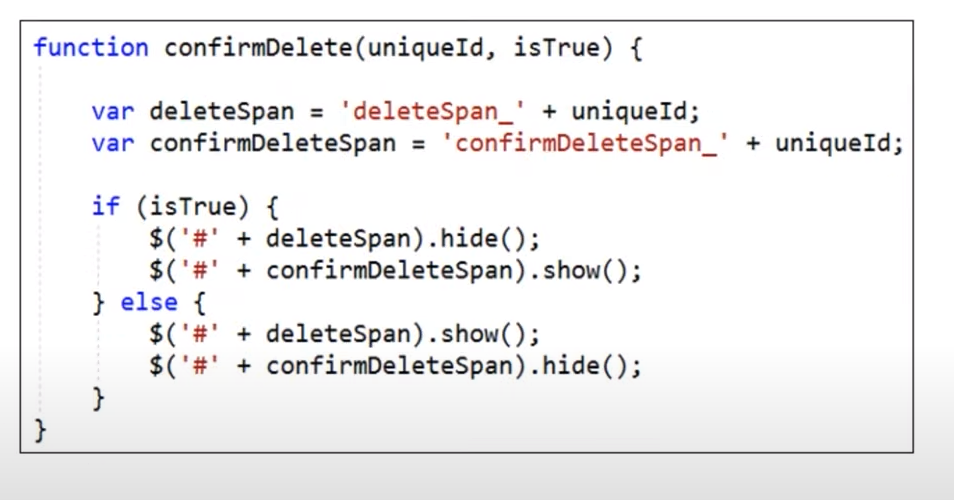 function confirmDelete(uniqueId, isTrue) {
var deleteSpan = 'deleteSpan_' + uniqueId;
var confirmDeleteSpan = 'confirmDeleteSpan_' + uniqueId;
if (isTrue) {
$('#' + deleteSpan).hide();
$('#' + confirmDeleteSpan).show();
} else {
$('#' + deleteSpan).show();
$('#' + confirmDeleteSpan).hide();
}
}